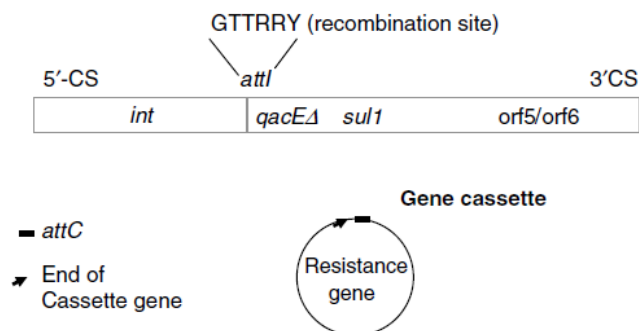 GTTRRY (recombination site)
5′-CS attI 3′CS
int qacEΔ sul1 orf5/orf6
Gene cassette
attC
End of
Cassette gene
Resistance
gene